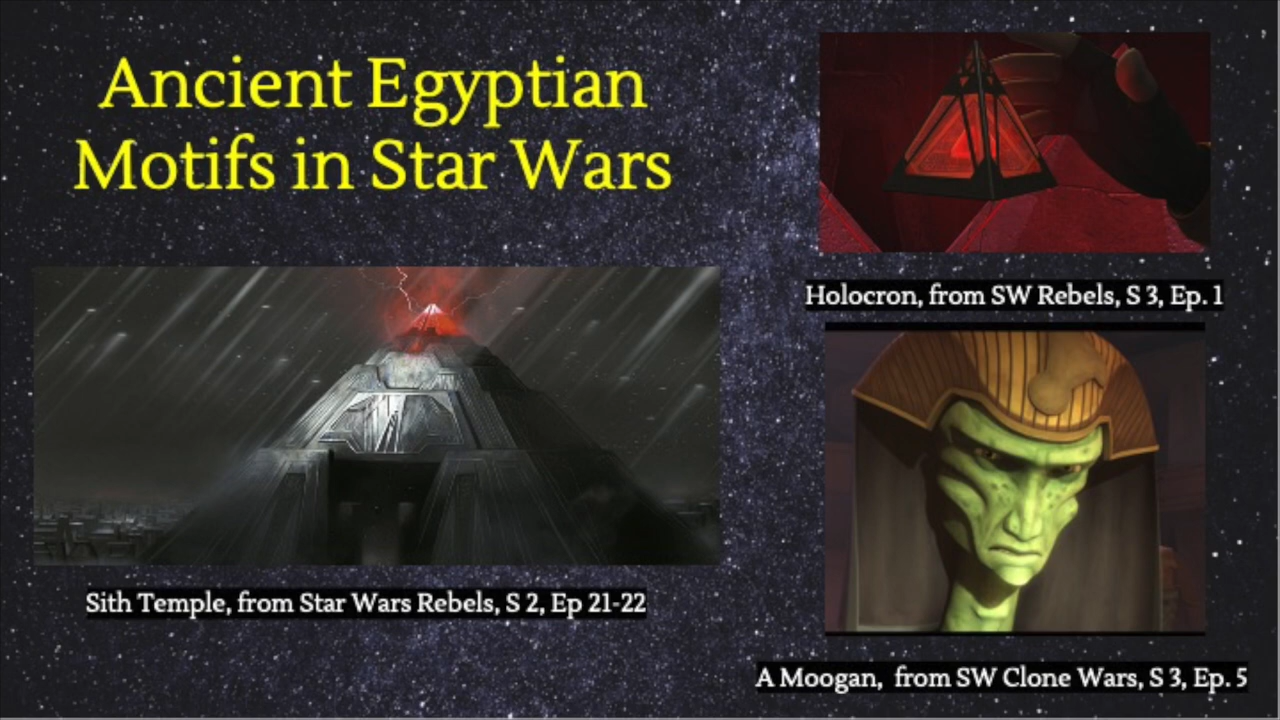 Ancient Egyptian
Motifs in Star Wars
Holocron, from SW Rebels, S 3, Ep. 1
Sith Temple, from Star Wars Rebels, S 2, Ep 21-22
A Moogan,  from SW Clone Wars, S 3, Ep. 5